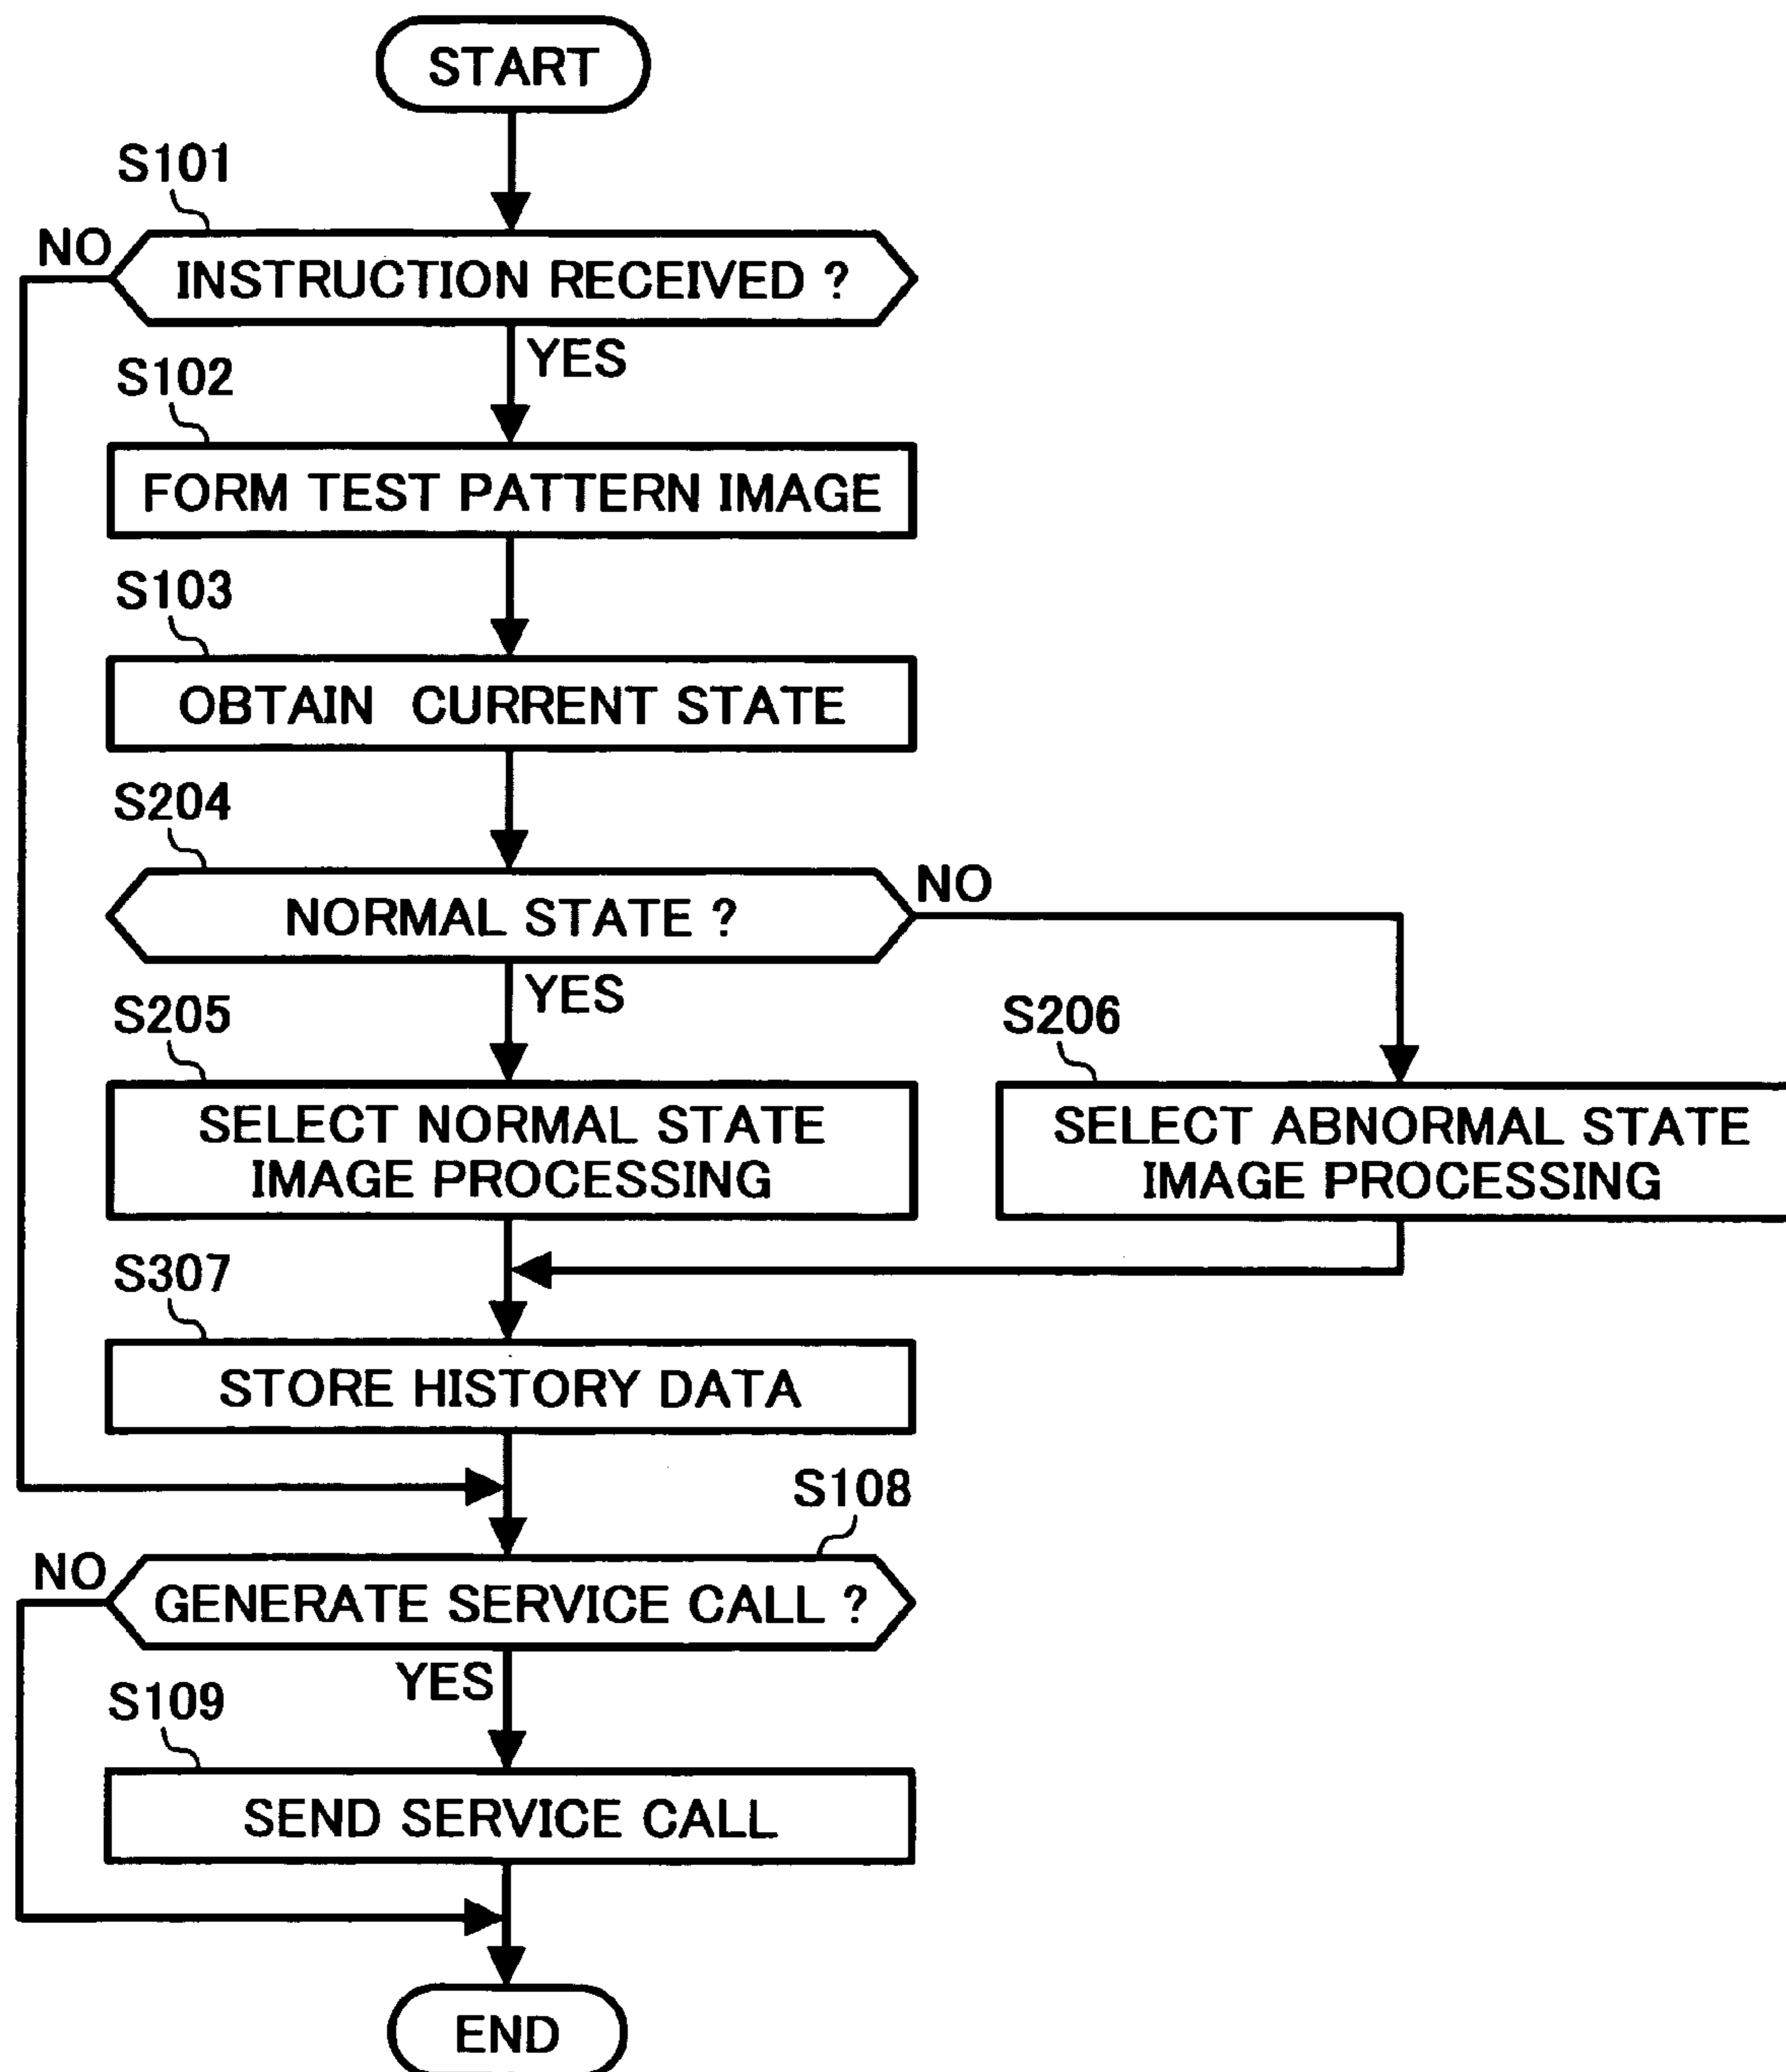 START
S101
NO
INSTRUCTION RECEIVED ?
YES
S102
FORM TEST PATTERN IMAGE
S103
OBTAIN CURRENT STATE
S204
NORMAL STATE ?
NO
YES
S205
S206
SELECT NORMAL STATE
IMAGE PROCESSING
SELECT ABNORMAL STATE
IMAGE PROCESSING
S307
STORE HISTORY DATA
S108
NO
GENERATE SERVICE CALL ?
YES
S109
SEND SERVICE CALL
END